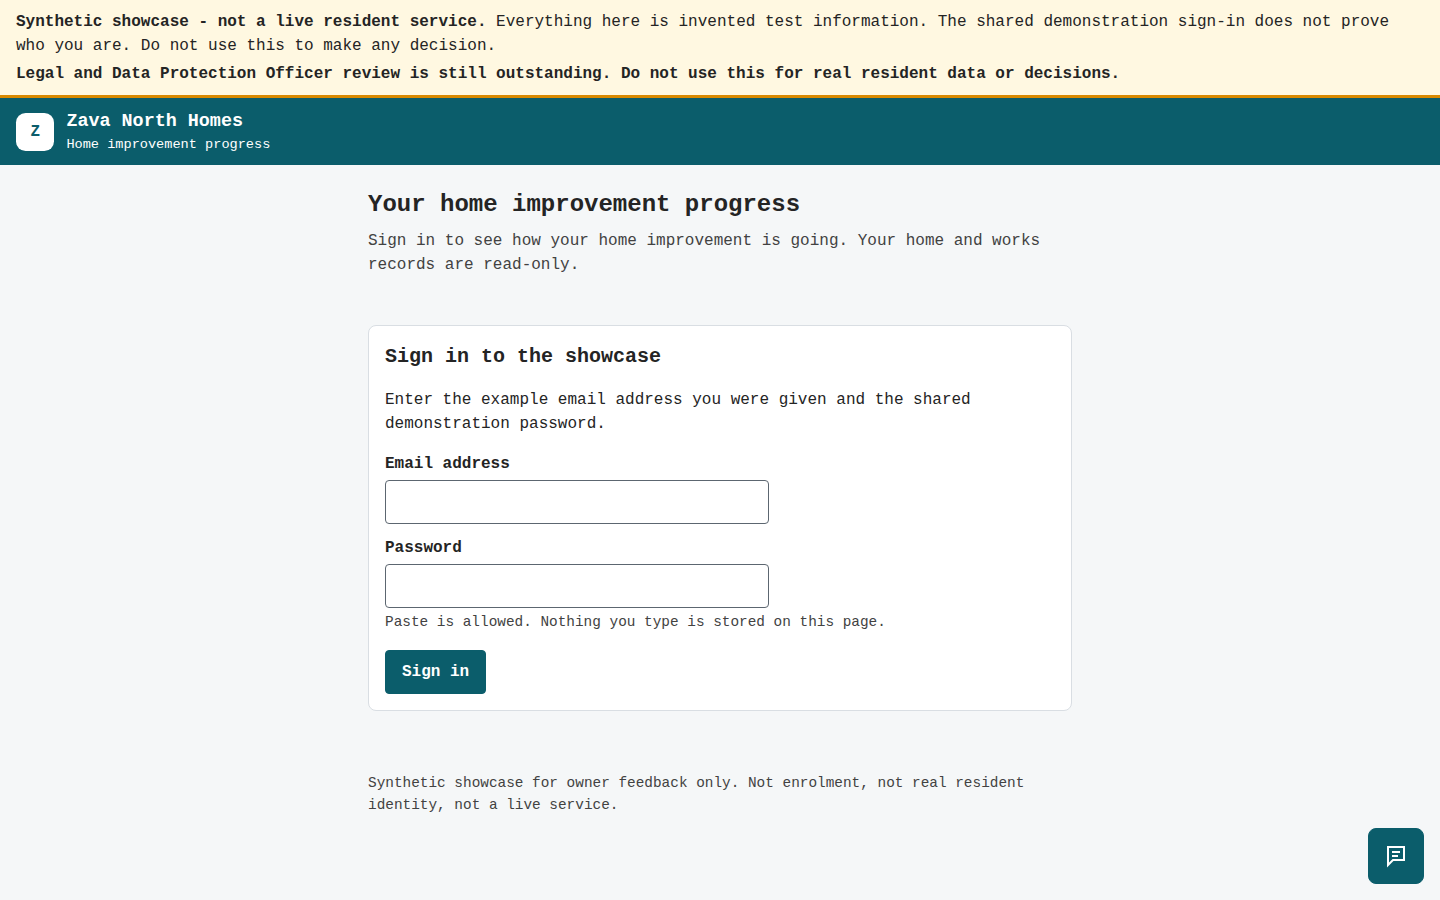 Synthetic showcase - not a live resident service. Everything here is invented test information. The shared demonstration sign-in does not prove
who you are. Do not use this to make any decision.
Legal and Data Protection Officer review is still outstanding. Do not use this for real resident data or decisions.
Z
Zava North Homes
Home improvement progress
Your home improvement progress
Sign in to see how your home improvement is going. Your home and works
records are read-only.
Sign in to the showcase
Enter the example email address you were given and the shared
demonstration password.
Email address
Password
Paste is allowed. Nothing you type is stored on this page.
Sign in
Synthetic showcase for owner feedback only. Not enrolment, not real resident
identity, not a live service.